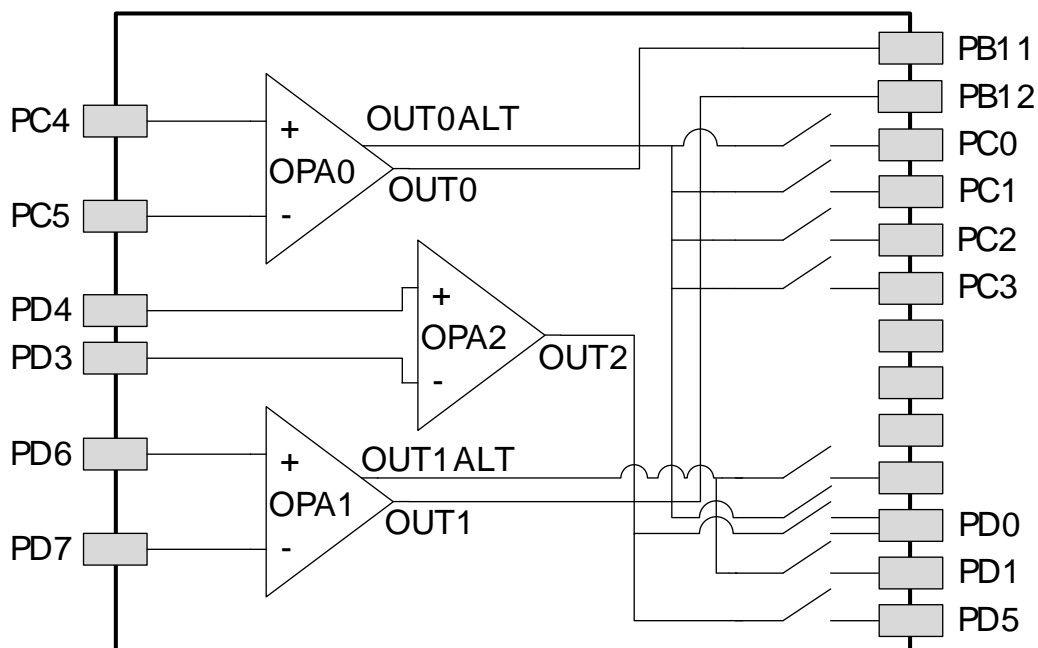 PB11
PB12
PC4
OUT0ALT
PC0
+
OPA0
OUT0
PC1
PC5
-
PC2
PC3
PD4
+
OPA2
OUT2
PD3
-
PD6
OUT1ALT
+
OPA1
OUT1
PD0
PD7
-
PD1
PD5